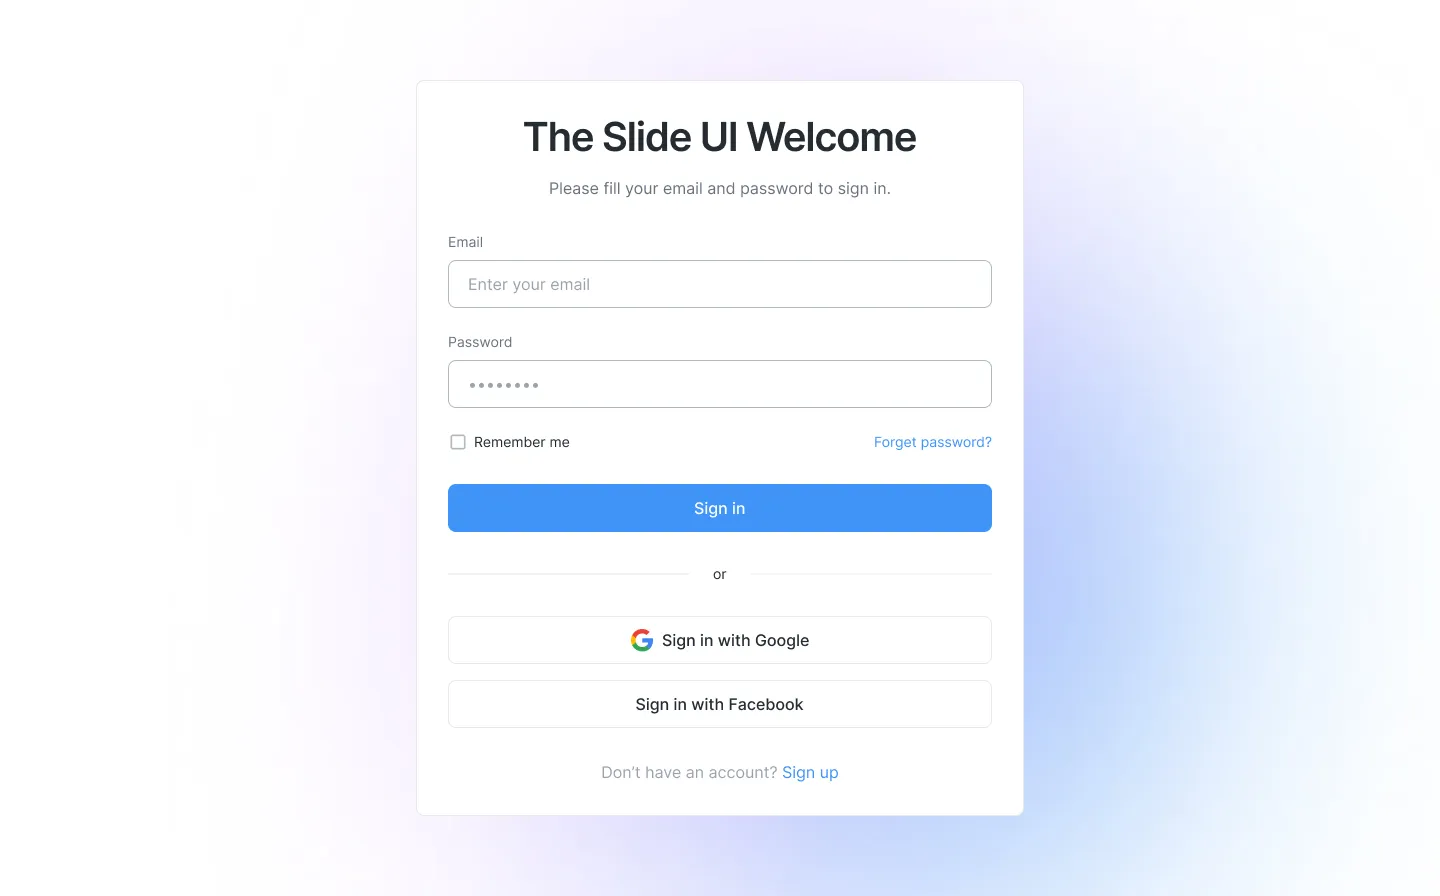 The Slide UI Welcome
Please fill your email and password to sign in.
Email
Enter your email
Password
••••••••
Remember me
Forget password?
Sign in
or
Sign in with Google
Sign in with Facebook
Don’t have an account? Sign up